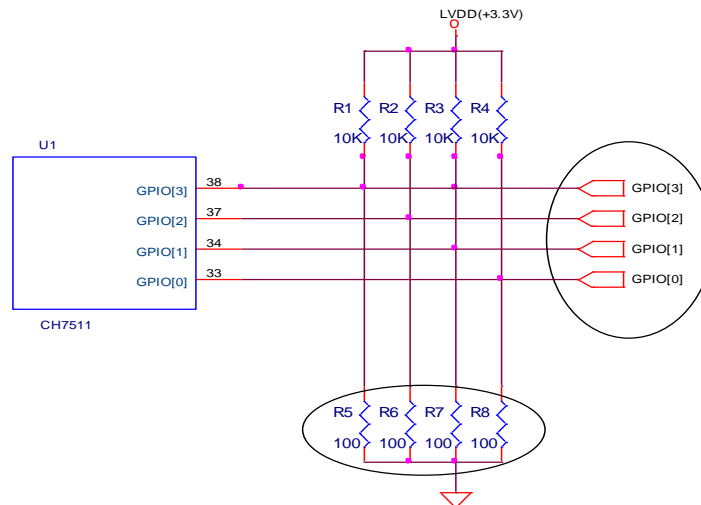 LVDD(+3.3V)
R1 R2 R3 R4
10K 10K 10K 10K
U1
GPIO[3] 38 GPIO[3]
GPIO[2] 37 GPIO[2]
GPIO[1] 34 GPIO[1]
GPIO[0] 33 GPIO[0]
CH7511
R5 R6 R7 R8
100 100 100 100